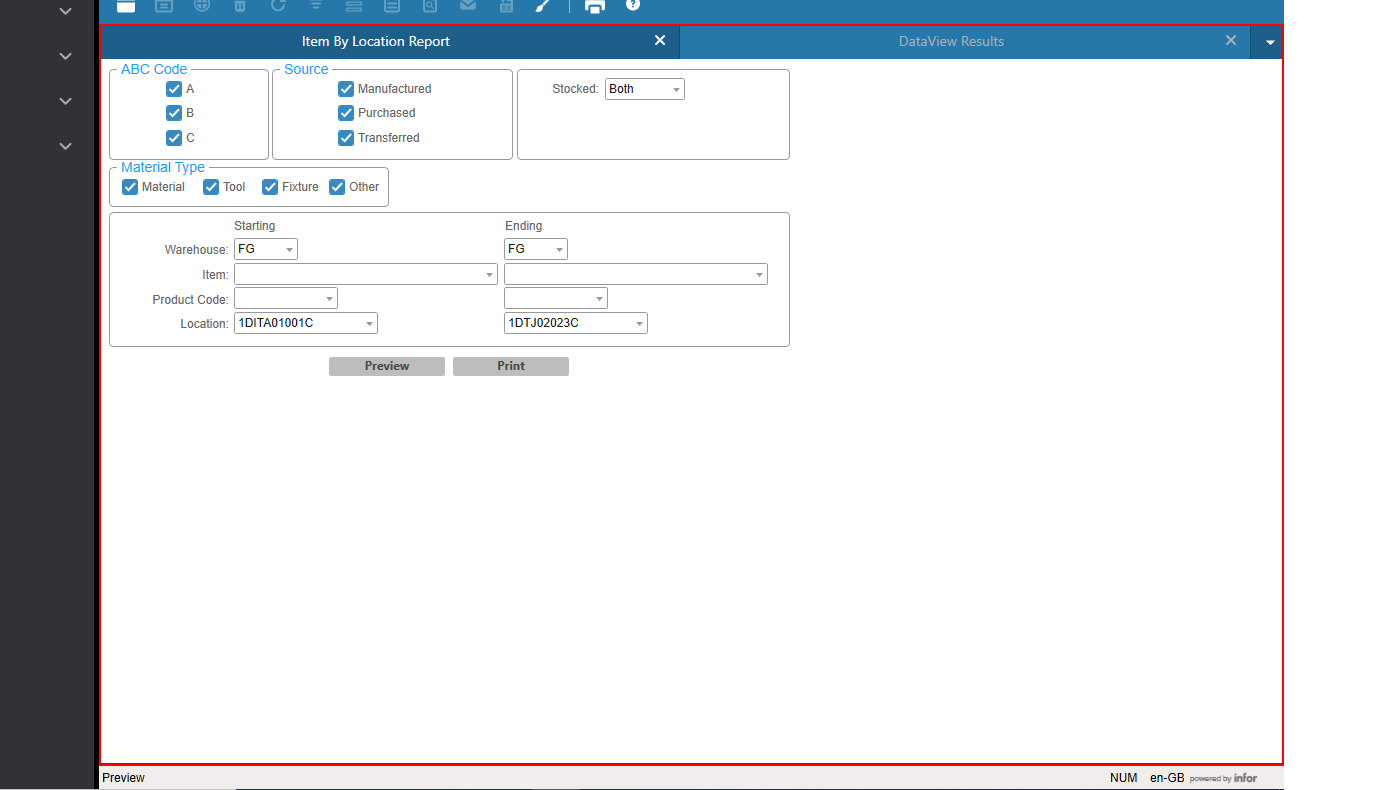 Item By Location Report
DataView Results
ABC Code
A
B
C
Source
Manufactured
Purchased
Transferred
Stocked: Both
Material Type
Material Tool Fixture Other
Starting Ending
Warehouse: FG FG
Item:
Product Code:
Location: 1DITA01001C 1DTJ02023C
Preview Print
Preview NUM en-GB powered by infor